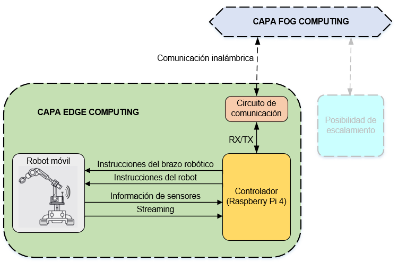 CAPA FOG COMPUTING
Comunicación inalámbrica
CAPA EDGE COMPUTING
Circuito de
comunicación
Posibilidad de
escalamiento
RX/TX
Robot móvil
Instrucciones del brazo robótico
Instrucciones del robot
Información de sensores
Streaming
Controlador
(Raspberry Pi 4)